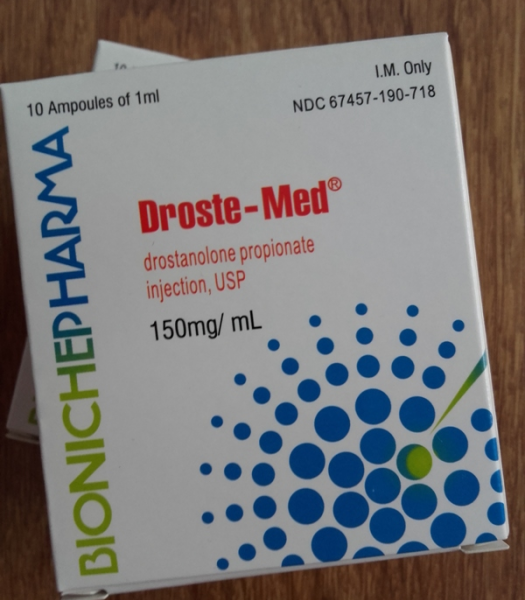 10 Ampoules of 1ml
I.M. Only
NDC 67457-190-718
BIONICHEPHARMA
Droste-Med®
drostanolone propionate
injection, USP
150mg/ mL